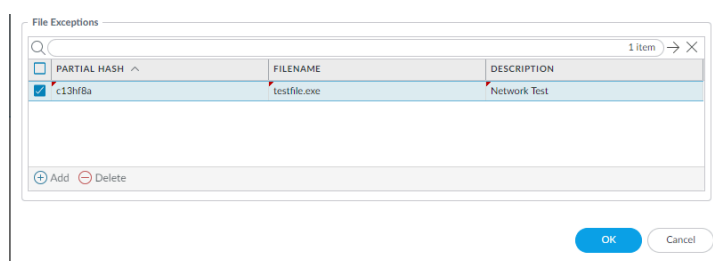 File Exceptions
1 item
PARTIAL HASH FILENAME DESCRIPTION
c13hf8a testfile.exe Network Test
Add Delete
OK Cancel